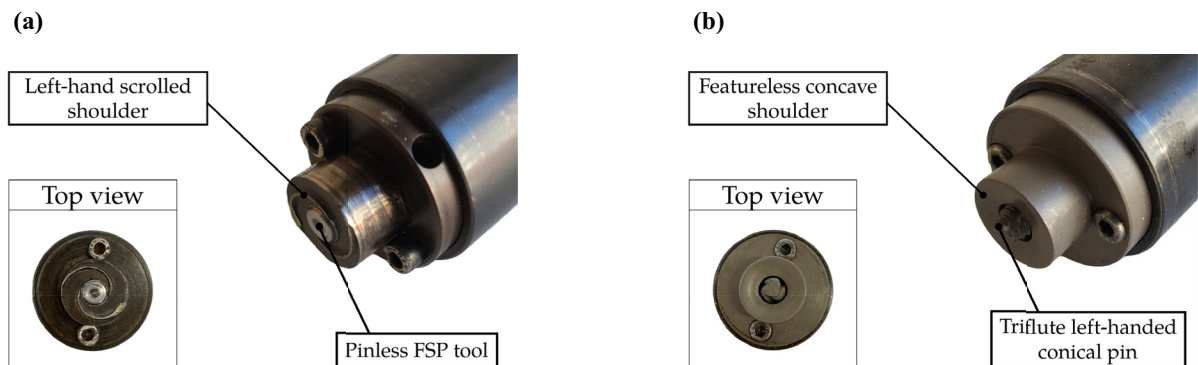 (a)
Left-hand scrolled
shoulder
Top view
Pinless FSP tool
(b)
Featureless concave
shoulder
Top view
Triflute left-handed
conical pin